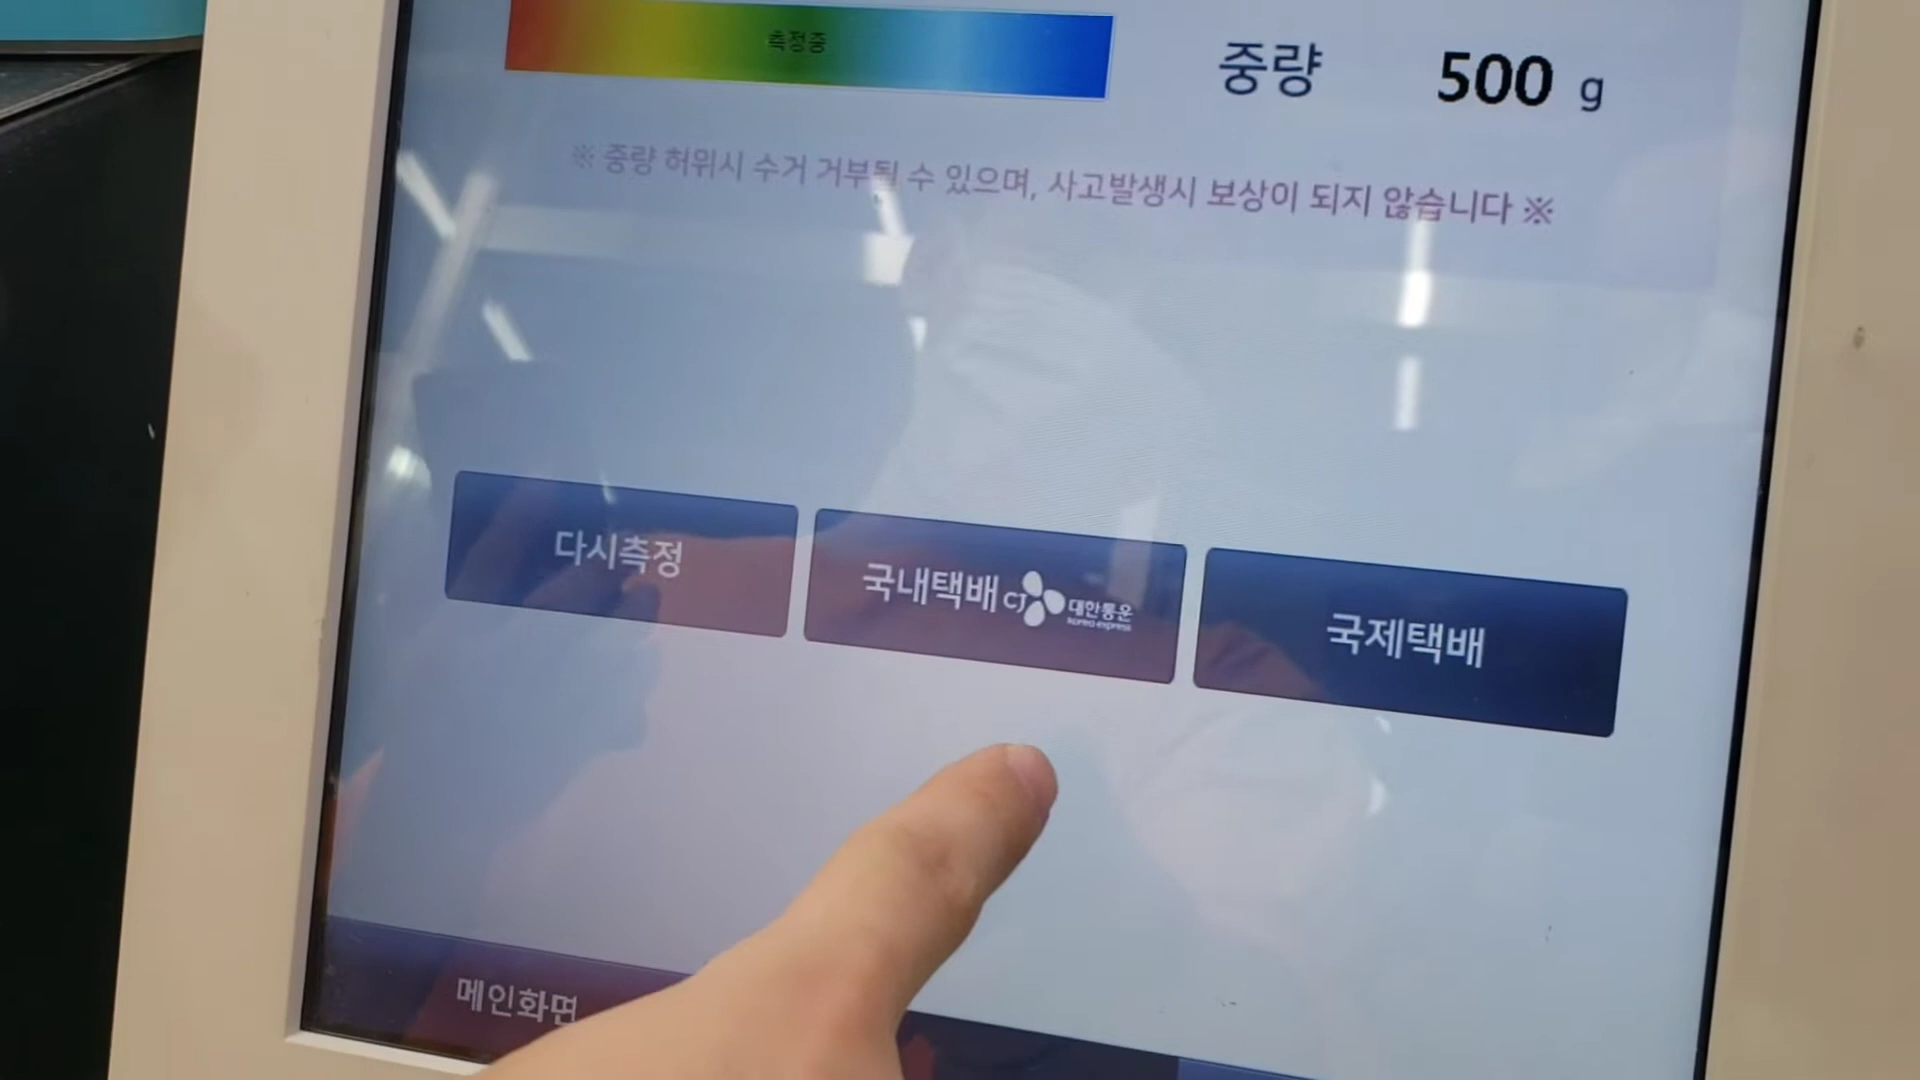 측정중
중량 500 g
※ 중량 허위시 수거 거부될 수 있으며, 사고발생시 보상이 되지 않습니다 ※
다시측정
국내택배 CJ 대한통운
korea express
국제택배
메인화면